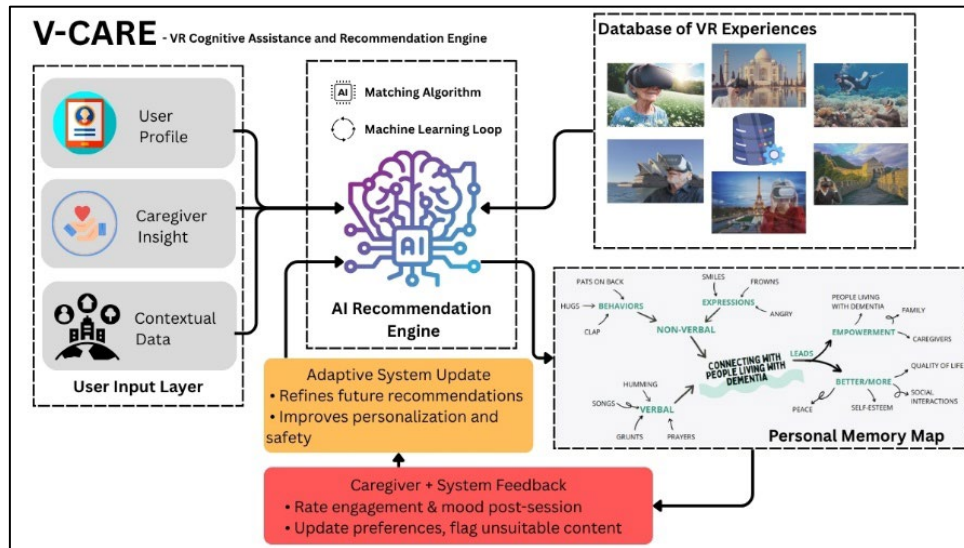 V-CARE - VR Cognitive Assistance and Recommendation Engine
User
Profile
Caregiver
Insight
Contextual
Data
User Input Layer
AI
Matching Algorithm
Machine Learning Loop
AI
AI Recommendation
Engine
Database of VR Experiences
PATS ON BACK
HUGS
CLAP
BEHAVIORS
SMILES
FROWNS
EXPRESSIONS
ANGRY
NON-VERBAL
CONNECTING WITH
PEOPLE LIVING WITH
DEMENTIA
HUMMING
SONGS
VERBAL
GRUNTS
PRAYERS
LEADS
PEOPLE LIVING
WITH DEMENTIA
FAMILY
EMPOWERMENT
CAREGIVERS
QUALITY OF LIFE
BETTER/MORE
SOCIAL
INTERACTIONS
PEACE
SELF-ESTEEM
Personal Memory Map
Adaptive System Update
• Refines future recommendations
• Improves personalization and
safety
Caregiver + System Feedback
• Rate engagement & mood post-session
• Update preferences, flag unsuitable content